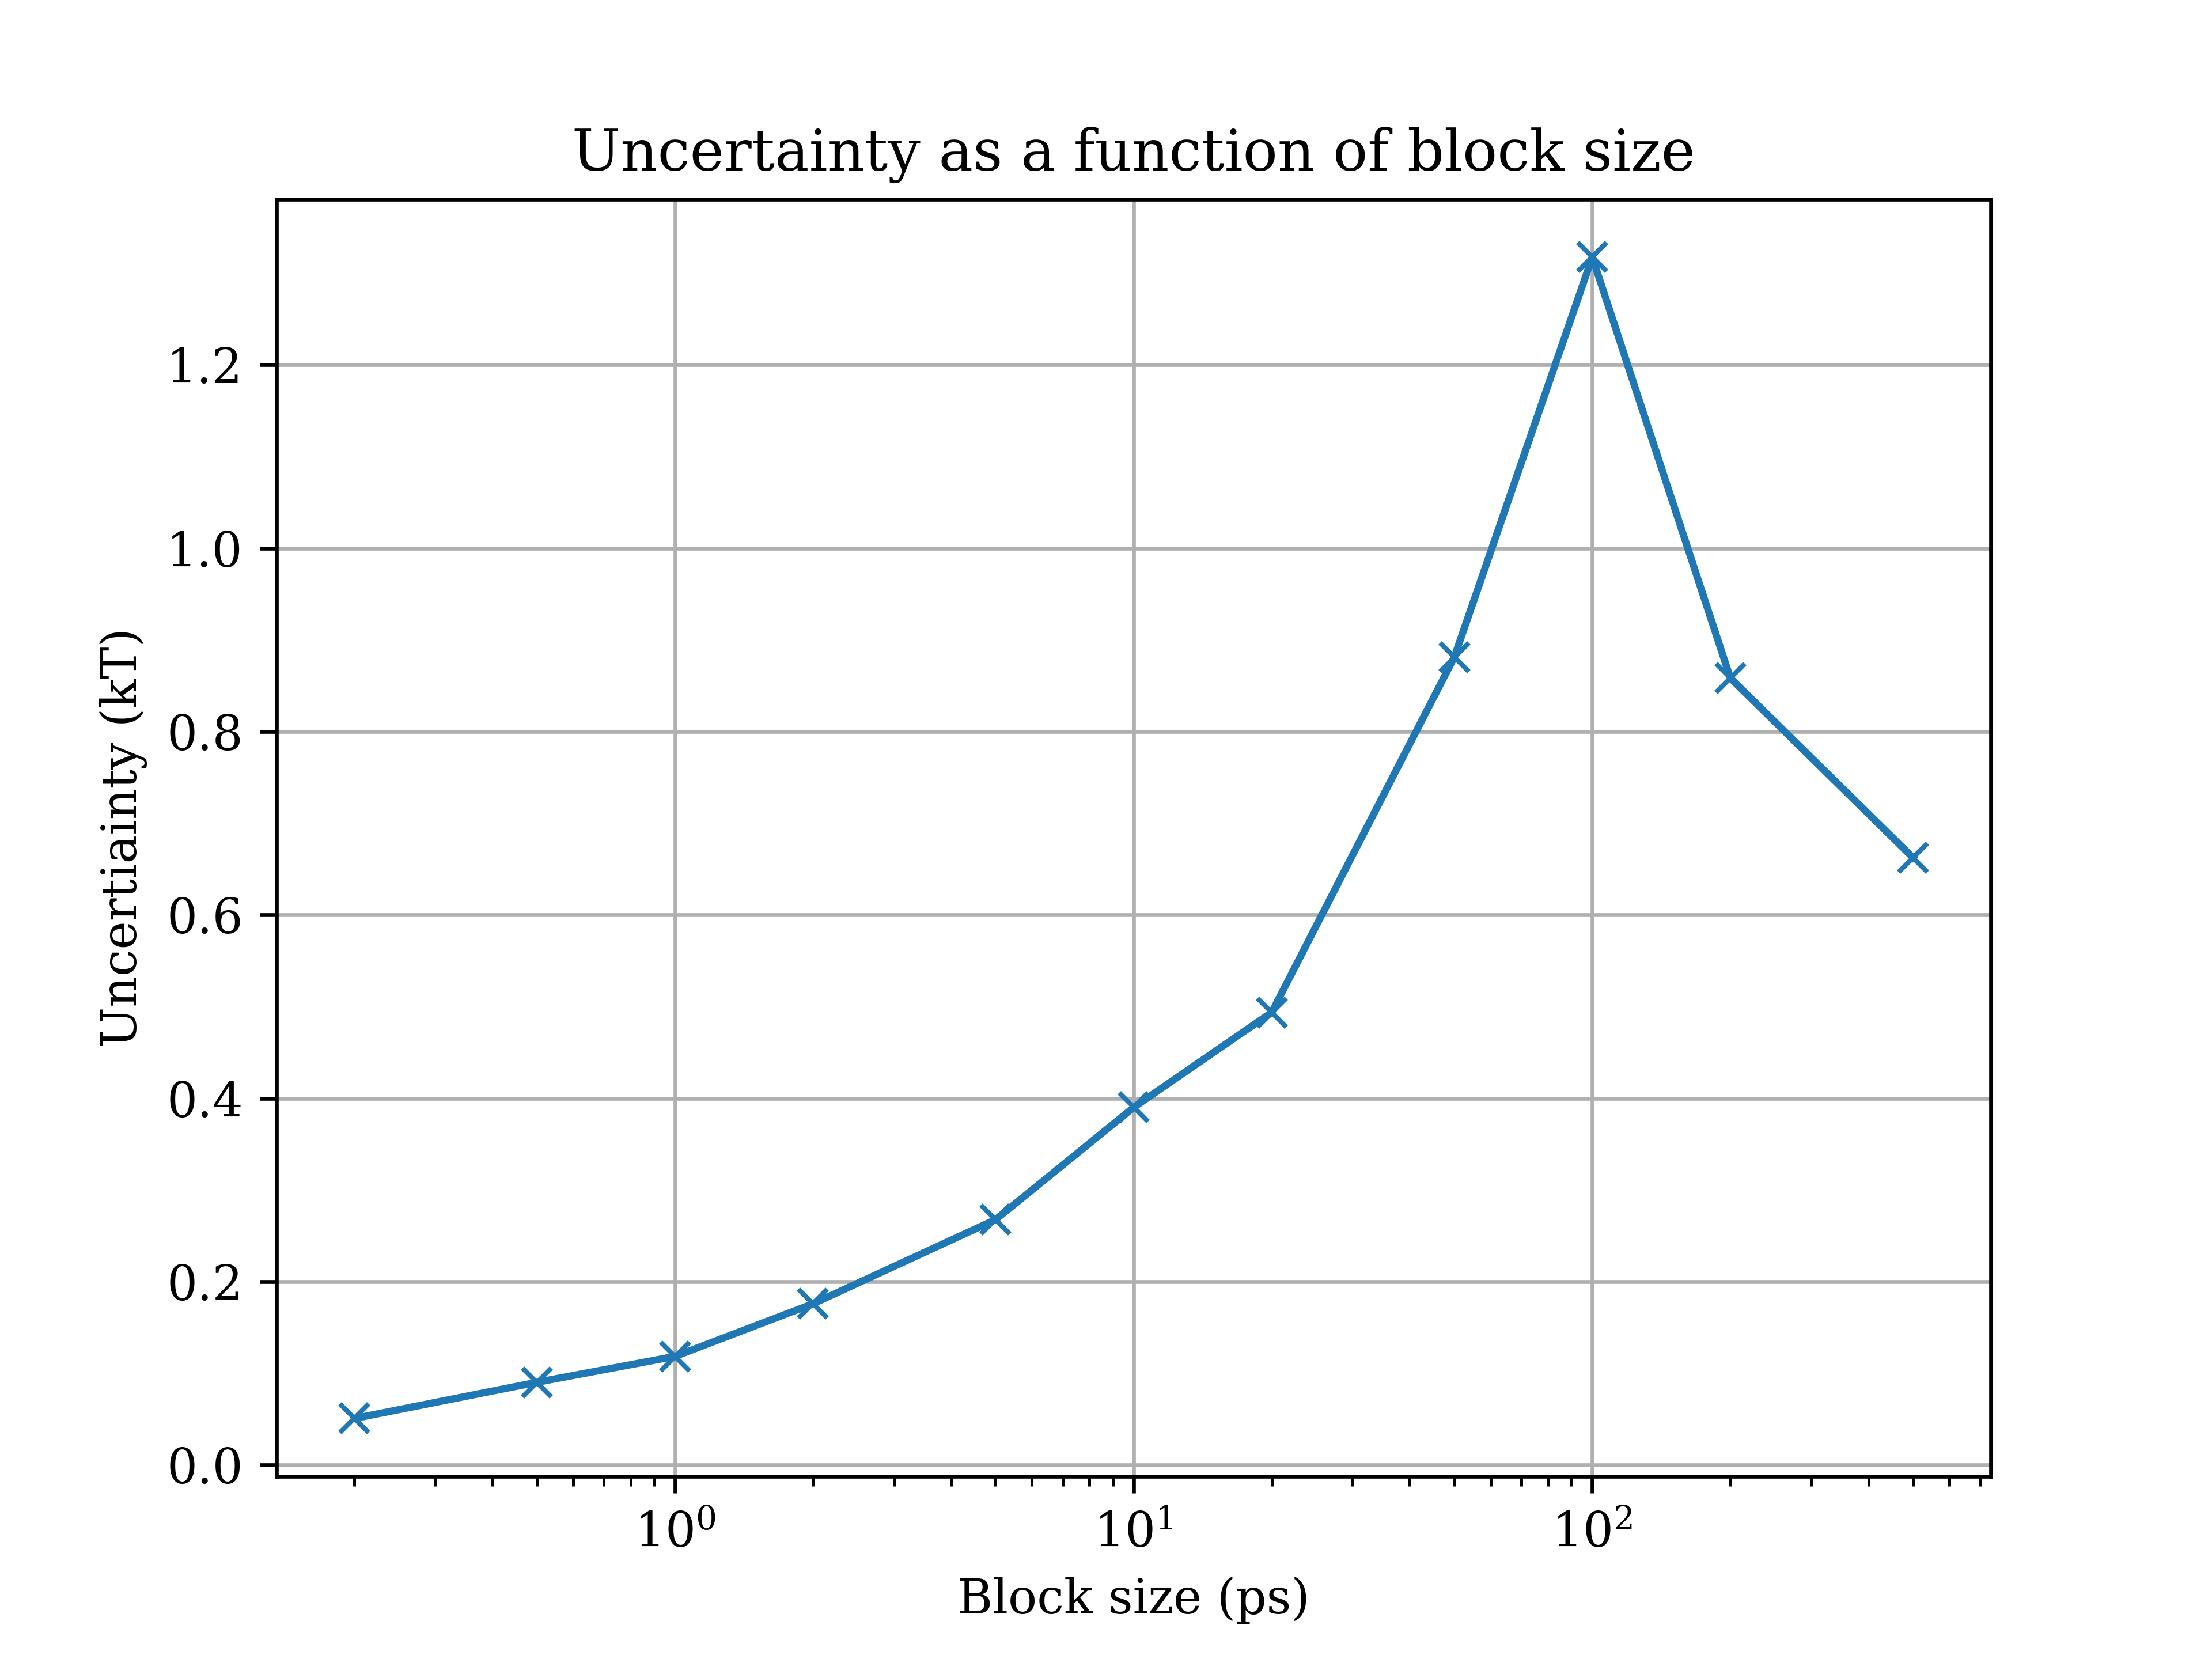 Uncertainty as a function of block size
Uncertiainty (kT)
1.2
1.0
0.8
0.6
0.4
0.2
0.0
10⁰ 10¹ 10²
Block size (ps)